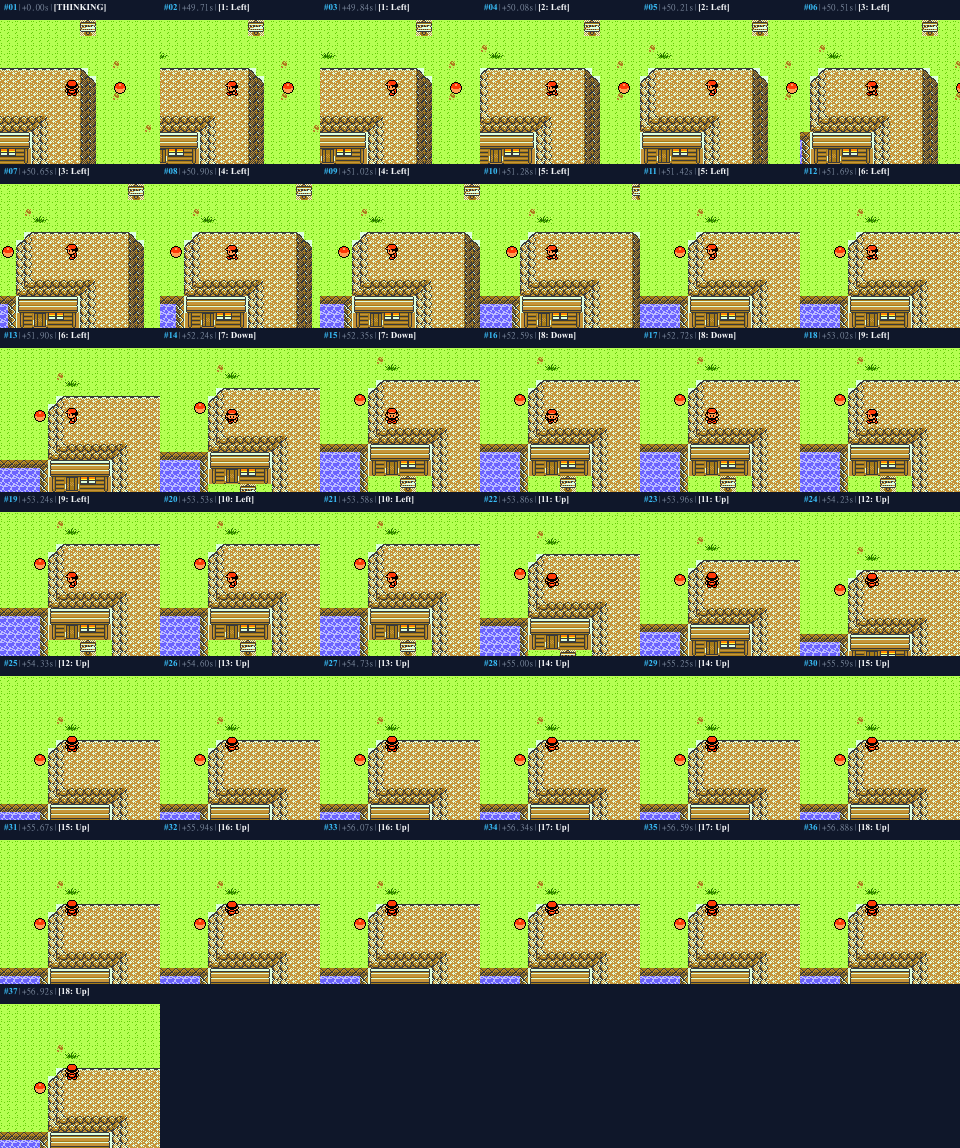 #01|+0.00s|[THINKING] #02|+49.71s|[1: Left] #03|+49.84s|[1: Left] #04|+50.08s|[2: Left] #05|+50.21s|[2: Left] #06|+50.51s|[3: Left]
#07|+50.65s|[3: Left] #08|+50.90s|[4: Left] #09|+51.02s|[4: Left] #10|+51.28s|[5: Left] #11|+51.42s|[5: Left] #12|+51.69s|[6: Left]
#13|+51.90s|[6: Left] #14|+52.24s|[7: Down] #15|+52.35s|[7: Down] #16|+52.59s|[8: Down] #17|+52.72s|[8: Down] #18|+53.02s|[9: Left]
#19|+53.24s|[9: Left] #20|+53.53s|[10: Left] #21|+53.58s|[10: Left] #22|+53.86s|[11: Up] #23|+53.96s|[11: Up] #24|+54.23s|[12: Up]
#25|+54.33s|[12: Up] #26|+54.60s|[13: Up] #27|+54.73s|[13: Up] #28|+55.00s|[14: Up] #29|+55.25s|[14: Up] #30|+55.59s|[15: Up]
#31|+55.67s|[15: Up] #32|+55.94s|[16: Up] #33|+56.07s|[16: Up] #34|+56.34s|[17: Up] #35|+56.59s|[17: Up] #36|+56.88s|[18: Up]
#37|+56.92s|[18: Up]